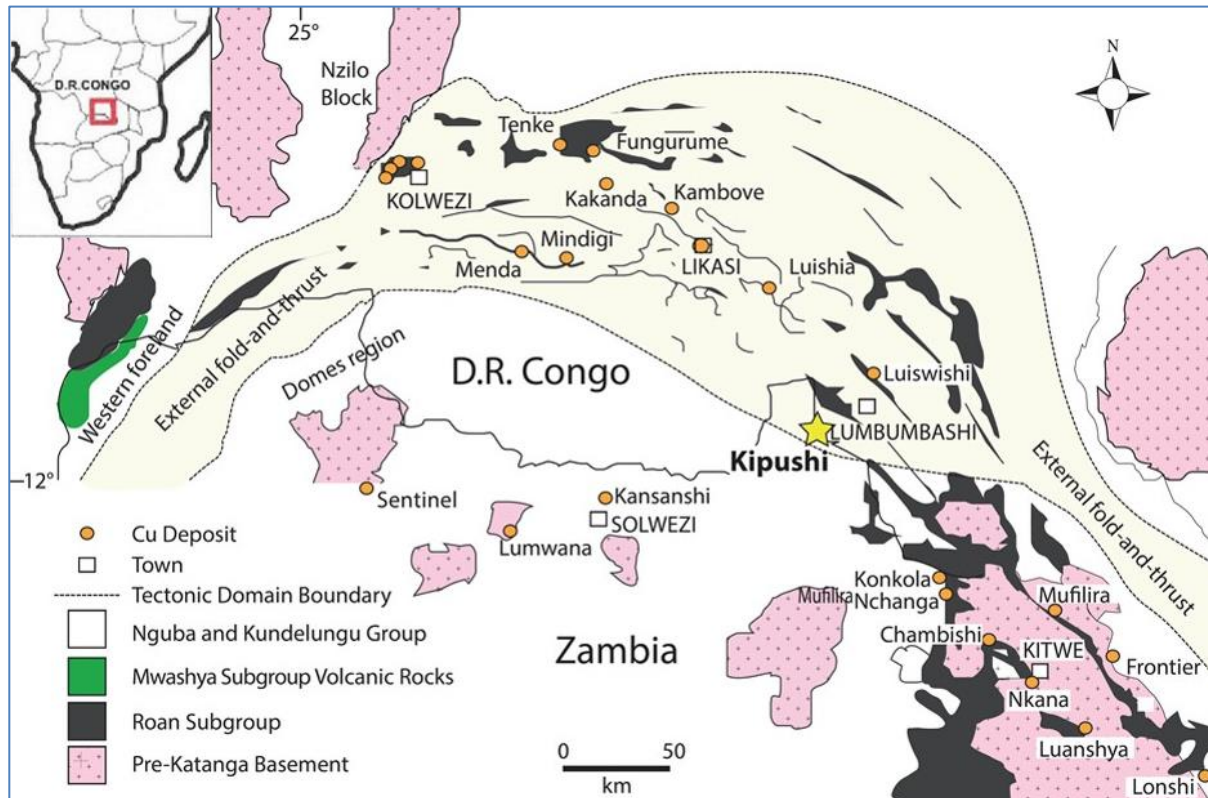 D.R.CONGO
25°
Nzilo
Block
N
Tenke
Fungurume
KOLWEZI
Kakanda
Kambove
Mindigi
Menda
LIKASI
Luishia
Western foreland
External fold-and-thrust
Domes region
D.R. Congo
Luiswishi
LUMBUMBASHI
Kipushi
External fold-and-thrust
12°
Sentinel
Kansanshi
SOLWEZI
Lumwana
Cu Deposit
Town
Tectonic Domain Boundary
Nguba and Kundelungu Group
Mwashya Subgroup Volcanic Rocks
Roan Subgroup
Pre-Katanga Basement
Zambia
0 50
km
Konkola
Mufilira
Nchanga
Mufilira
Chambishi
KITWE
Frontier
Nkana
Luanshya
Lonshi